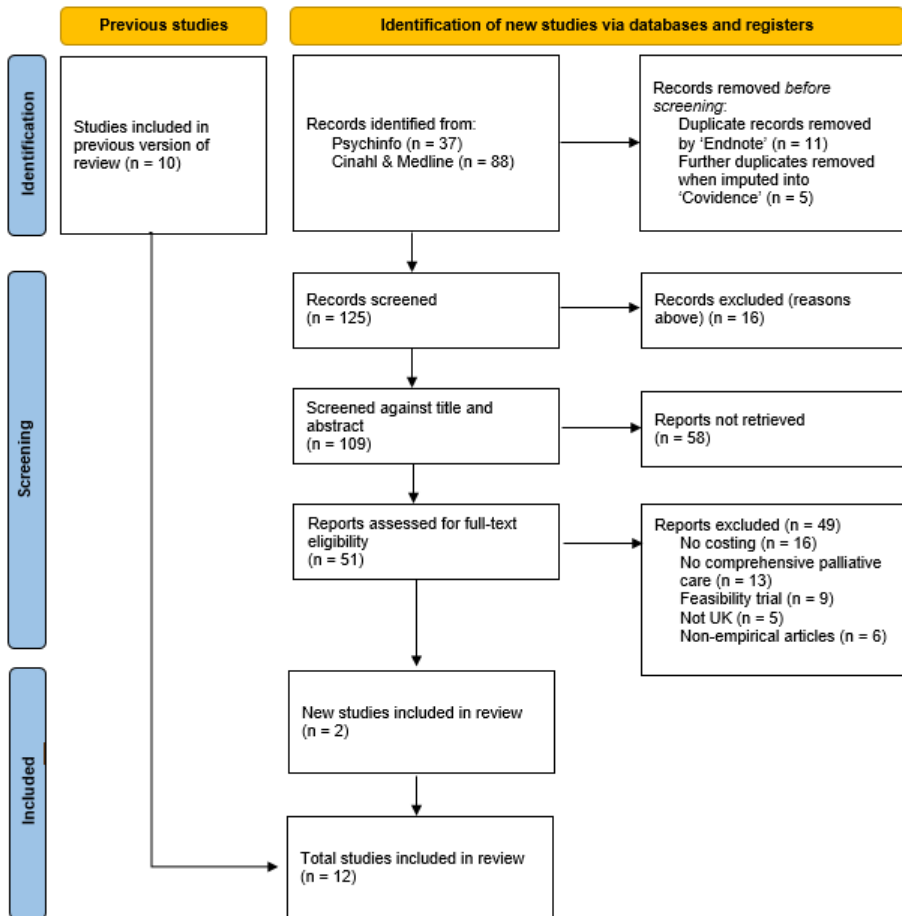 Previous studies
Identification of new studies via databases and registers
Identification
Studies included in
previous version of
review (n = 10)
Records identified from:
Psychinfo (n = 37)
Cinahl & Medline (n = 88)
Records removed before
screening:
Duplicate records removed
by ‘Endnote’ (n = 11)
Further duplicates removed
when imputed into
‘Covidence’ (n = 5)
Screening
Records screened
(n = 125)
Records excluded (reasons
above) (n = 16)
Screened against title and
abstract
(n = 109)
Reports not retrieved
(n = 58)
Reports assessed for full-text
eligibility
(n = 51)
Reports excluded (n = 49)
No costing (n = 16)
No comprehensive palliative
care (n = 13)
Feasibility trial (n = 9)
Not UK (n = 5)
Non-empirical articles (n = 6)
Included
New studies included in review
(n = 2)
Total studies included in review
(n = 12)